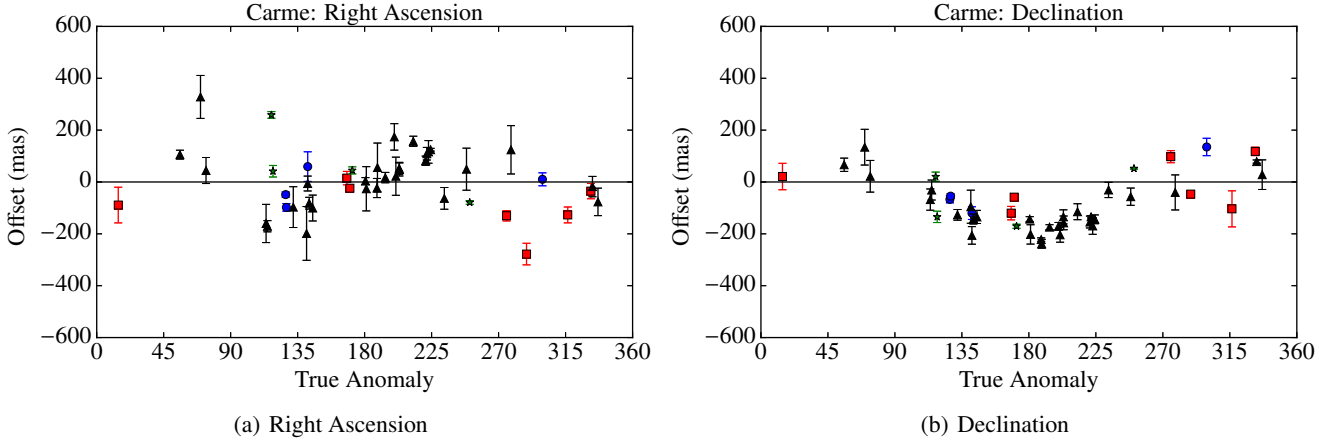 Carme: Right Ascension
600
400
200
0
−200
−400
−600
Offset (mas)
0 45 90 135 180 225 270 315 360
True Anomaly
(a) Right Ascension
Carme: Declination
600
400
200
0
−200
−400
−600
Offset (mas)
0 45 90 135 180 225 270 315 360
True Anomaly
(b) Declination